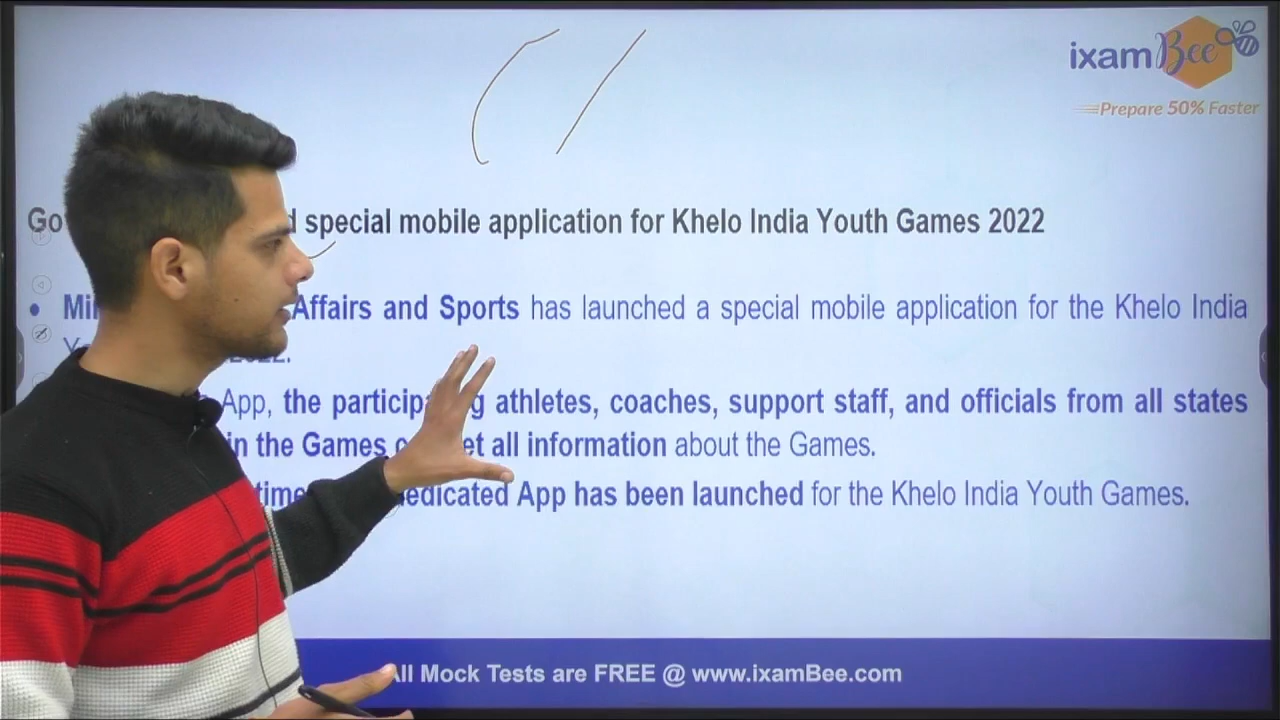 ixamBee
Prepare 50% Faster
special mobile application for Khelo India Youth Games 2022
Affairs and Sports has launched a special mobile application for the Khelo India
App, the athletes, coaches, support staff, and officials from all states
in the Games all information about the Games.
App has been launched for the Khelo India Youth Games.
All Mock Tests are FREE @ www.ixamBee.com